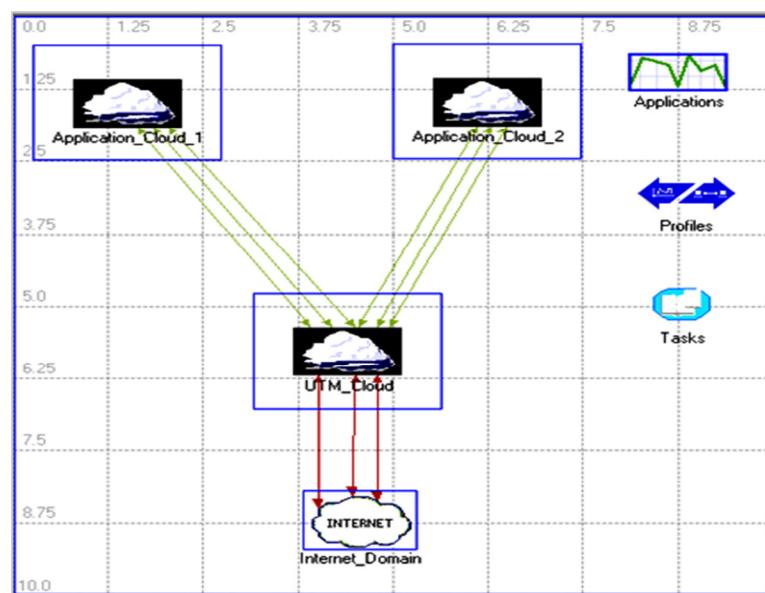 0.0 1.25 2.5 3.75 5.0 6.25 7.5 8.75
1.25
Applications
Application_Cloud_1 Application_Cloud_2
2.5
3.75
Profiles
5.0
Tasks
6.25
UTM_Cloud
7.5
8.75
INTERNET
Internet_Domain
10.0